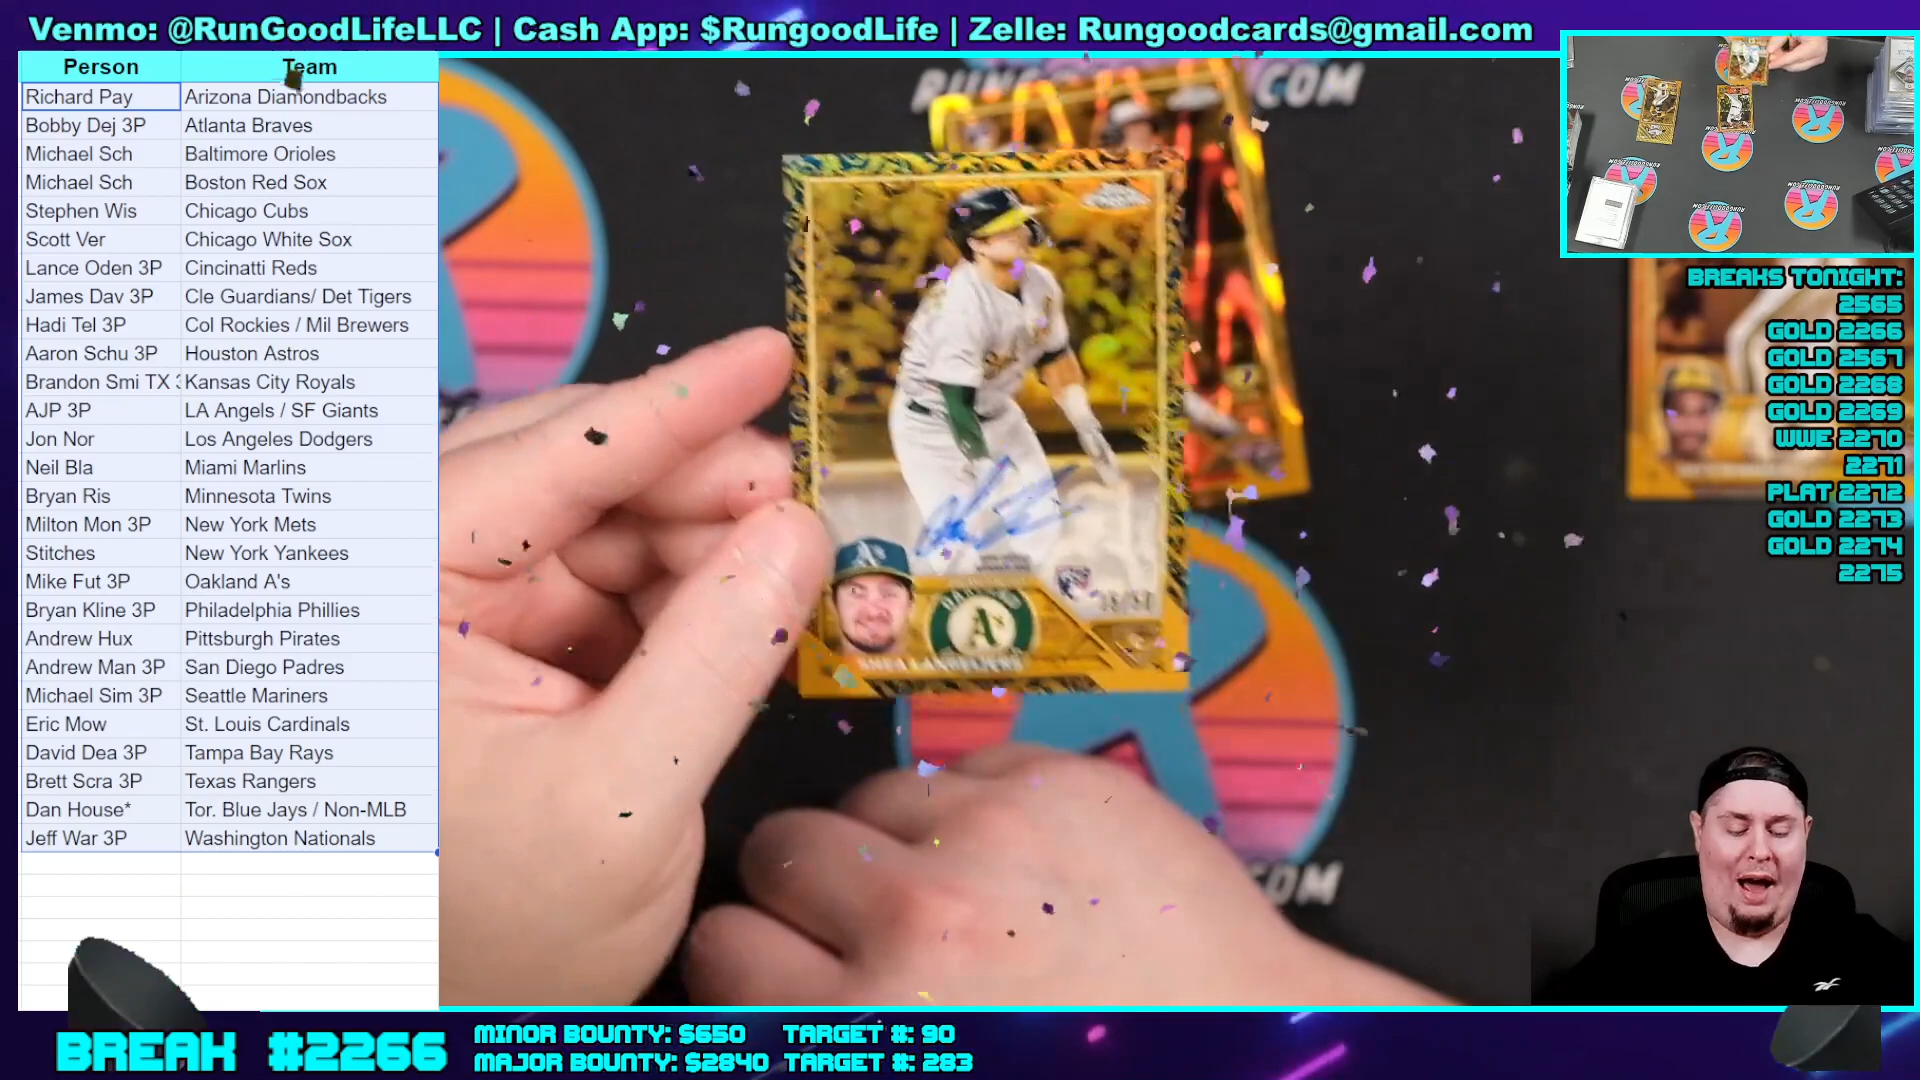 Venmo: @RunGoodLifeLLC | Cash App: $RungoodLife | Zelle: Rungoodcards@gmail.com
Person Team
Richard Pay Arizona Diamondbacks
Bobby Dej 3P Atlanta Braves
Michael Sch Baltimore Orioles
Michael Sch Boston Red Sox
Stephen Wis Chicago Cubs
Scott Ver Chicago White Sox
Lance Oden 3P Cincinatti Reds
James Dav 3P Cle Guardians/ Det Tigers
Hadi Tel 3P Col Rockies / Mil Brewers
Aaron Schu 3P Houston Astros
Brandon Smi TX Kansas City Royals
AJP 3P LA Angels / SF Giants
Jon Nor Los Angeles Dodgers
Neil Bla Miami Marlins
Bryan Ris Minnesota Twins
Milton Mon 3P New York Mets
Stitches New York Yankees
Mike Fut 3P Oakland A's
Bryan Kline 3P Philadelphia Phillies
Andrew Hux Pittsburgh Pirates
Andrew Man 3P San Diego Padres
Michael Sim 3P Seattle Mariners
Eric Mow St. Louis Cardinals
David Dea 3P Tampa Bay Rays
Brett Scra 3P Texas Rangers
Dan House* Tor. Blue Jays / Non-MLB
Jeff War 3P Washington Nationals
A's
BREAKS TONIGHT:
2565
GOLD 2266
GOLD 2567
GOLD 2268
GOLD 2269
WWE 2270
2271
PLAT 2272
GOLD 2273
GOLD 2274
2275
BREAK #2266
MINOR BOUNTY: $650 TARGET #: 90
MAJOR BOUNTY: $2840 TARGET #: 283